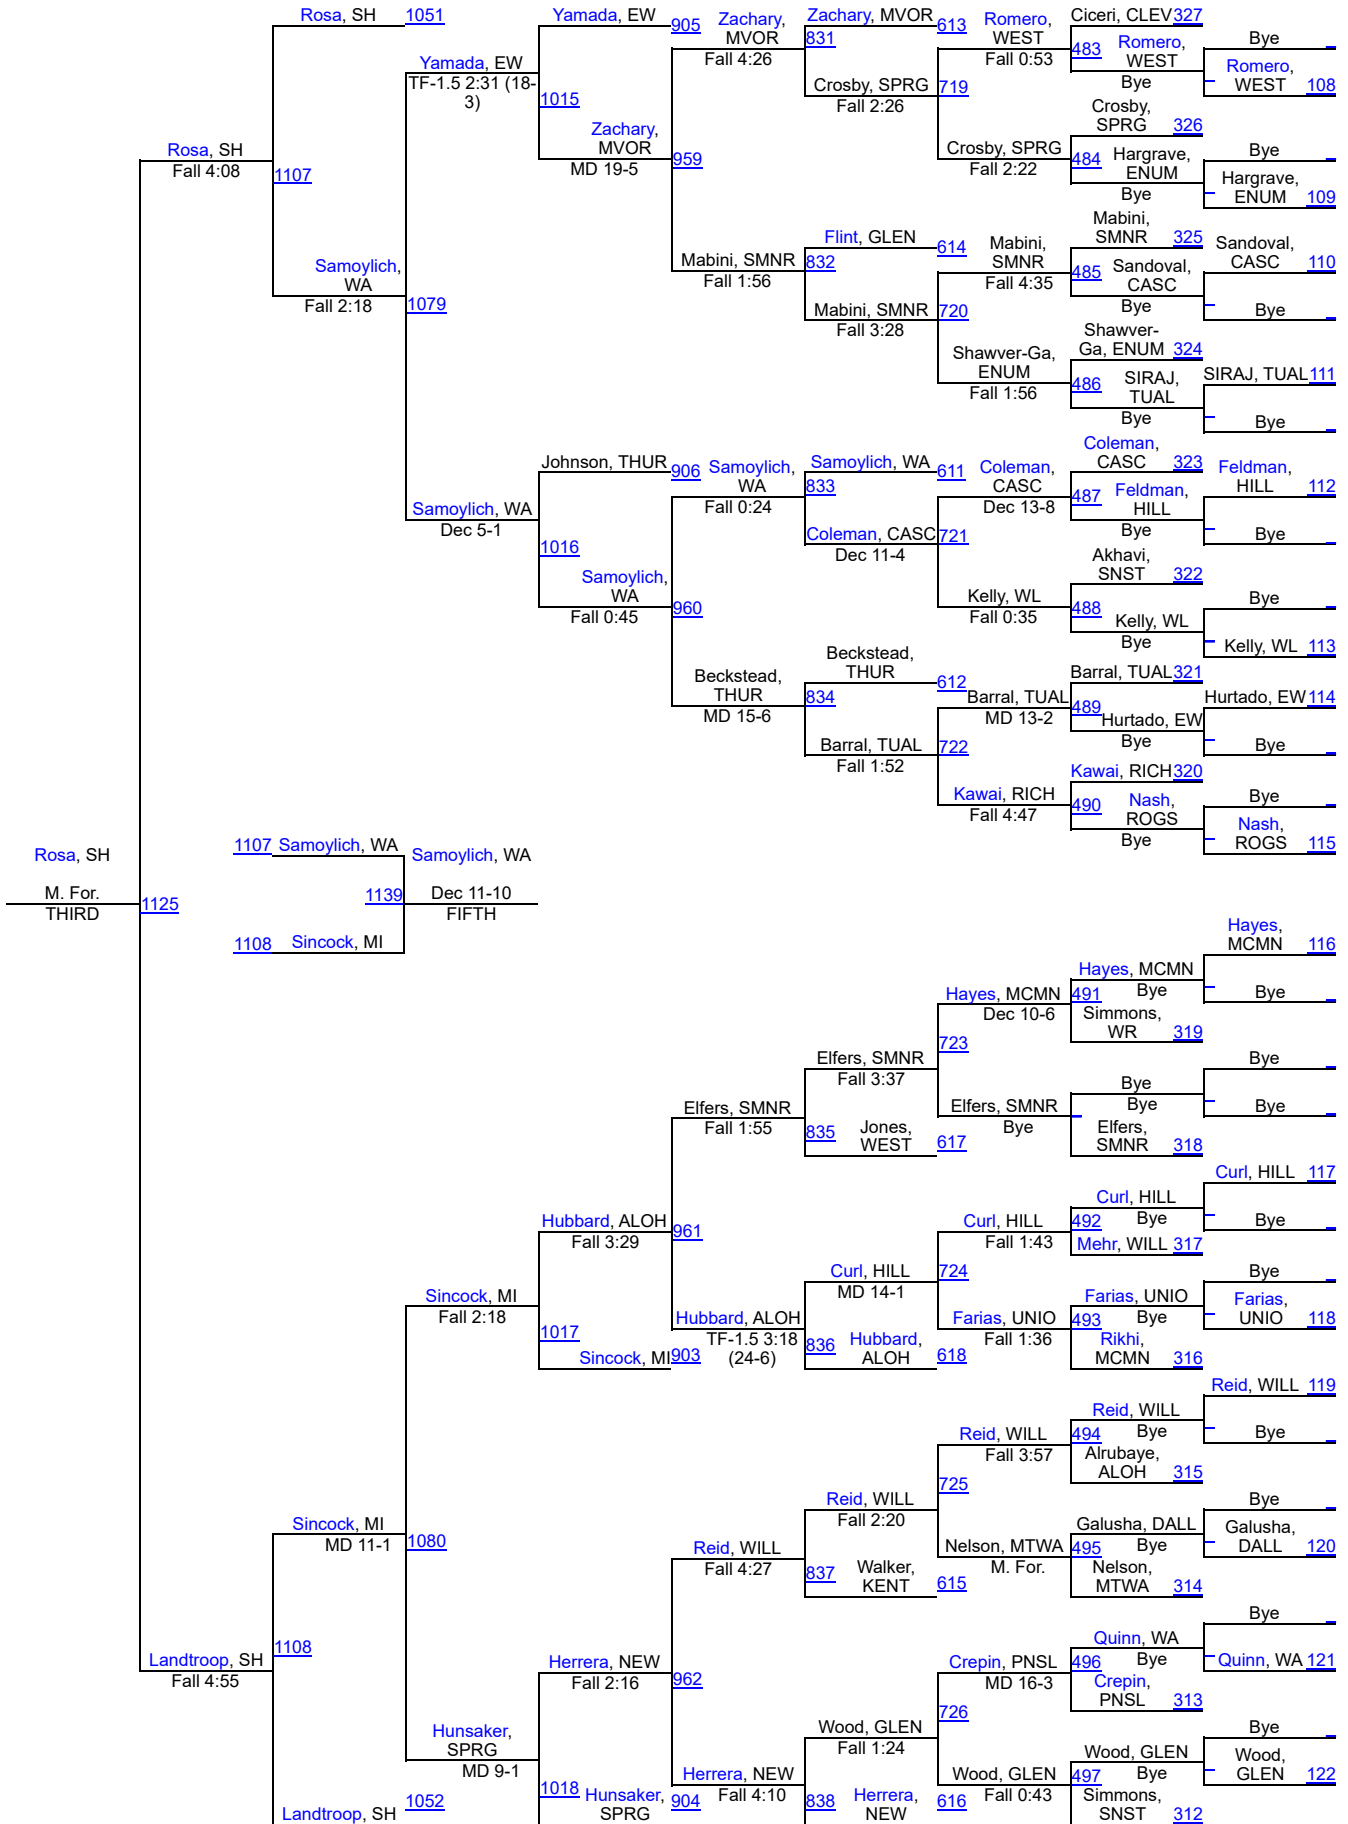 Rosa, SH 1051
Yamada, EW 905
Zachary,
MVOR
Fall 4:26
Zachary, MVOR 613
831
Romero,
WEST
Fall 0:53
Ciceri, CLEV 327
483
Romero,
WEST
Bye
Bye
Romero,
WEST 108
Yamada, EW
TF-1.5 2:31 (18-
3)
1015
Crosby, SPRG
Fall 2:26
719
Crosby,
SPRG 326
Zachary,
MVOR
MD 19-5
959
Crosby, SPRG
Fall 2:22
484
Hargrave,
ENUM
Bye
Bye
Hargrave,
ENUM 109
Rosa, SH
Fall 4:08
1107
Mabini,
SMNR 325
Flint, GLEN 614
Mabini, SMNR
Fall 1:56
832
Mabini,
SMNR
Fall 4:35
485
Sandoval,
CASC
Bye
Sandoval,
CASC 110
Bye
Samoylich,
WA
Fall 2:18
1079
Mabini, SMNR
Fall 3:28
720
Shawver-
Ga, ENUM 324
Shawver-Ga,
ENUM
Fall 1:56
486
SIRAJ,
TUAL
Bye
SIRAJ, TUAL 111
Bye
Coleman,
CASC 323
Johnson, THUR 906
Samoylich,
WA
Fall 0:24
Samoylich, WA 611
833
Coleman,
CASC
Dec 13-8
487
Feldman,
HILL
Bye
Feldman,
HILL 112
Bye
Samoylich, WA
Dec 5-1
1016
Coleman, CASC
Dec 11-4
721
Akhavi,
SNST 322
Samoylich,
WA
Fall 0:45
960
Kelly, WL
Fall 0:35
488
Kelly, WL
Bye
Bye
Kelly, WL 113
Beckstead,
THUR 612
Beckstead,
THUR
MD 15-6
834
Barral, TUAL
MD 13-2
Barral, TUAL 321
489
Hurtado, EW
Bye
Hurtado, EW 114
Bye
Barral, TUAL
Fall 1:52
722
Kawai, RICH 320
Kawai, RICH
Fall 4:47
490
Nash,
ROGS
Bye
Bye
Nash,
ROGS 115
Rosa, SH
M. For.
THIRD
1125
1107 Samoylich, WA
Samoylich, WA
1139
Dec 11-10
FIFTH
1108 Sincock, MI
Hayes,
MCMN 116
Hayes, MCMN
Dec 10-6
Hayes, MCMN
491
Bye
Bye
Simmons,
WR 319
723
Elfers, SMNR
Fall 3:37
Elfers, SMNR
Fall 1:55
835
Jones,
WEST 617
Elfers, SMNR
Bye
Bye
Bye
Elfers,
SMNR 318
Bye
Bye
Curl, HILL 117
Hubbard, ALOH
Fall 3:29
961
Curl, HILL
Fall 1:43
Curl, HILL
492
Bye
Mehr, WILL 317
Bye
Curl, HILL
MD 14-1
724
Sincock, MI
Fall 2:18
1017
Sincock, MI 903
Hubbard, ALOH
TF-1.5 3:18
(24-6)
836
Hubbard,
ALOH 618
Farias, UNIO
Fall 1:36
Farias, UNIO
493
Bye
Rikhi,
MCMN 316
Bye
Farias,
UNIO 118
Reid, WILL 119
Reid, WILL
Fall 3:57
Reid, WILL
494
Bye
Bye
Alrubaye,
ALOH 315
725
Reid, WILL
Fall 2:20
Sincock, MI
MD 11-1
1080
Reid, WILL
Fall 4:27
837
Walker,
KENT 615
Nelson, MTWA
M. For.
Galusha, DALL
495
Bye
Nelson,
MTWA 314
Bye
Galusha,
DALL 120
Landtroop, SH
Fall 4:55
1108
Herrera, NEW
Fall 2:16
962
Crepin, PNSL
MD 16-3
Quinn, WA
496
Bye
Crepin,
PNSL 313
Bye
Quinn, WA 121
726
Hunsaker,
SPRG
MD 9-1
Wood, GLEN
Fall 1:24
Landtroop, SH 1052
1018
Hunsaker,
SPRG 904
Herrera, NEW
Fall 4:10
838
Herrera,
NEW 616
Wood, GLEN
Fall 0:43
Wood, GLEN
497
Bye
Simmons,
SNST 312
Bye
Wood,
GLEN 122